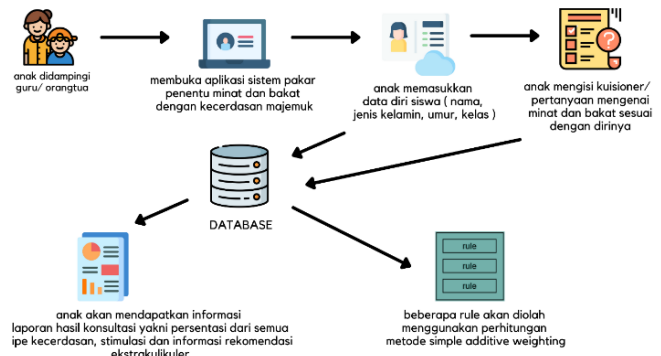 anak didampingi
guru/ orangtua
membuka aplikasi sistem pakar
penentu minat dan bakat
dengan kecerdasan majemuk
anak memasukkan
data diri siswa ( nama,
jenis kelamin, umur, kelas )
anak mengisi kuisioner/
pertanyaan mengenai
minat dan bakat sesuai
dengan dirinya
DATABASE
rule
rule
rule
anak akan mendapatkan informasi
laporan hasil konsultasi yakni persentasi dari semua
ipe kecerdasan, stimulasi dan informasi rekomendasi
ekstrakulikuler
beberapa rule akan diolah
menggunakan perhitungan
metode simple additive weighting